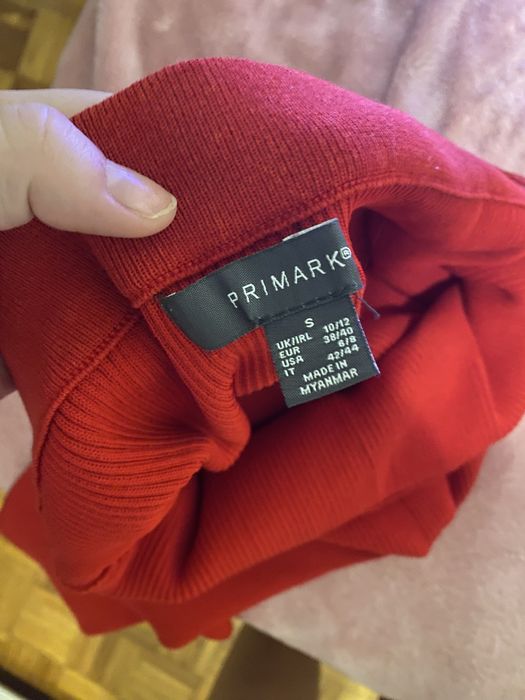 PRIMARK®
S
UK/IRL 10/12
EUR 38/40
USA 6/8
IT 42/44
MADE IN
MYANMAR